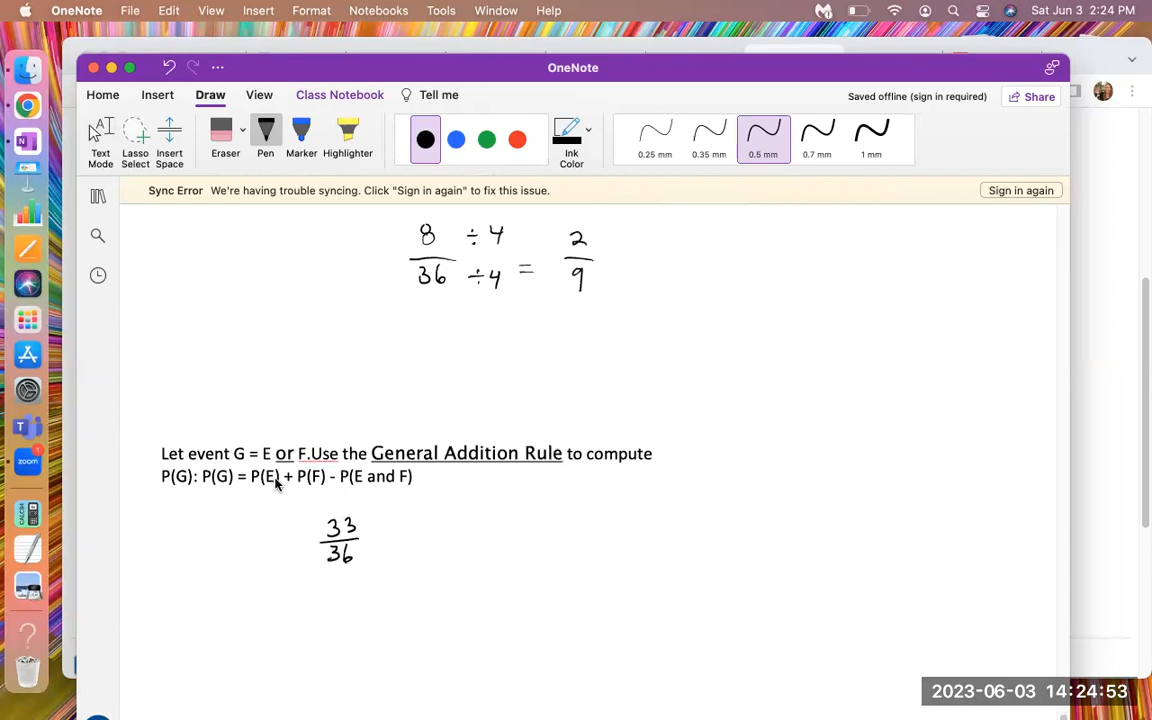 OneNote File Edit View Insert Format Notebooks Tools Window Help Sat Jun 3 2:24 PM
OneNote
Home Insert Draw View Class Notebook Tell me Saved offline (sign in required) Share
Text Mode Lasso Select Insert Space Eraser Pen Marker Highlighter Ink Color 0.25 mm 0.35 mm 0.5 mm 0.7 mm 1 mm
Sync Error We're having trouble syncing. Click "Sign in again" to fix this issue. Sign in again
8 ÷ 4 2
36 ÷4 = 9
Let event G = E or F.Use the General Addition Rule to compute
P(G): P(G) = P(E) + P(F) - P(E and F)
33
36
zoom
2023-06-03 14:24:53